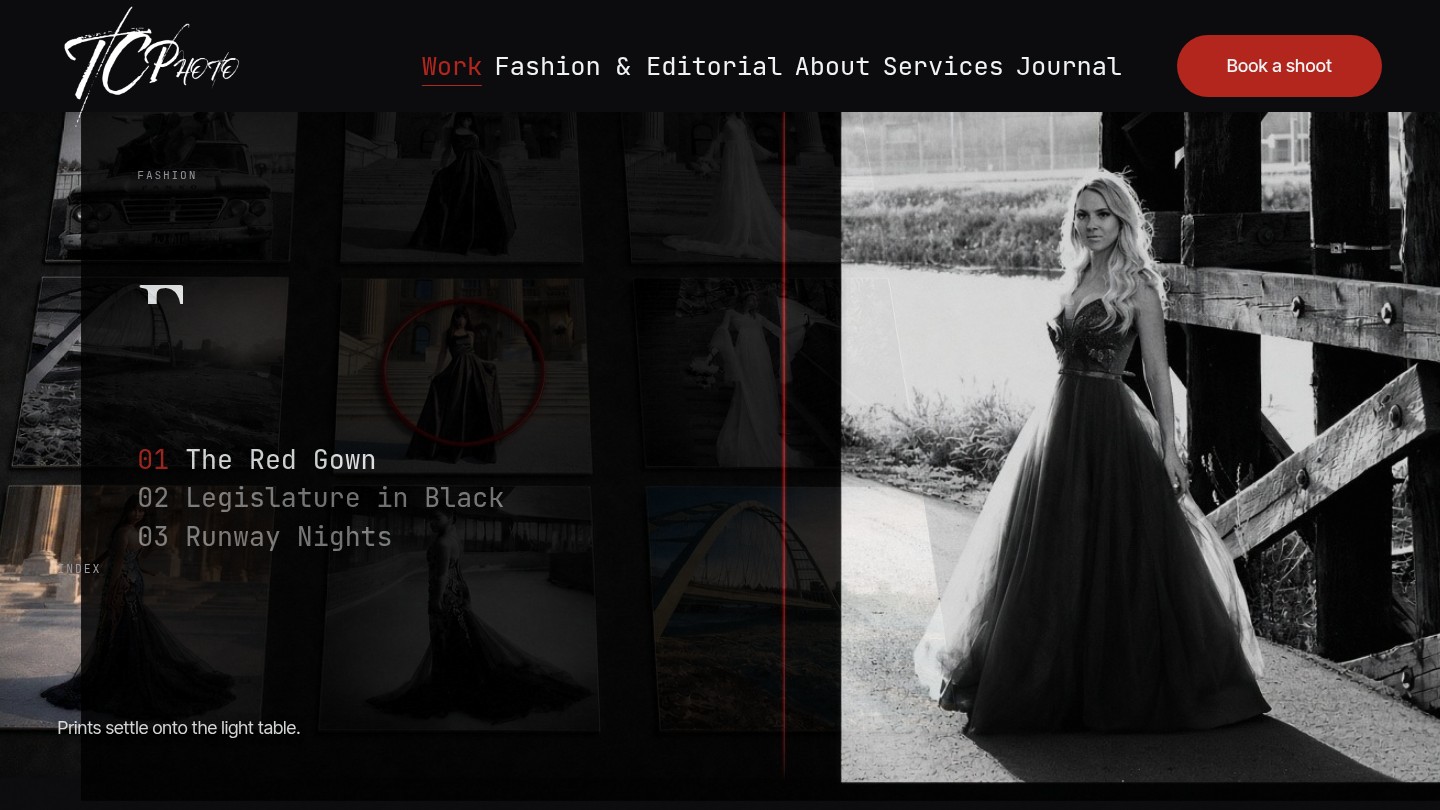 TCPHOTO
Work Fashion & Editorial About Services Journal
Book a shoot
FASHION
01 The Red Gown
02 Legislature in Black
03 Runway Nights
Prints settle onto the light table.